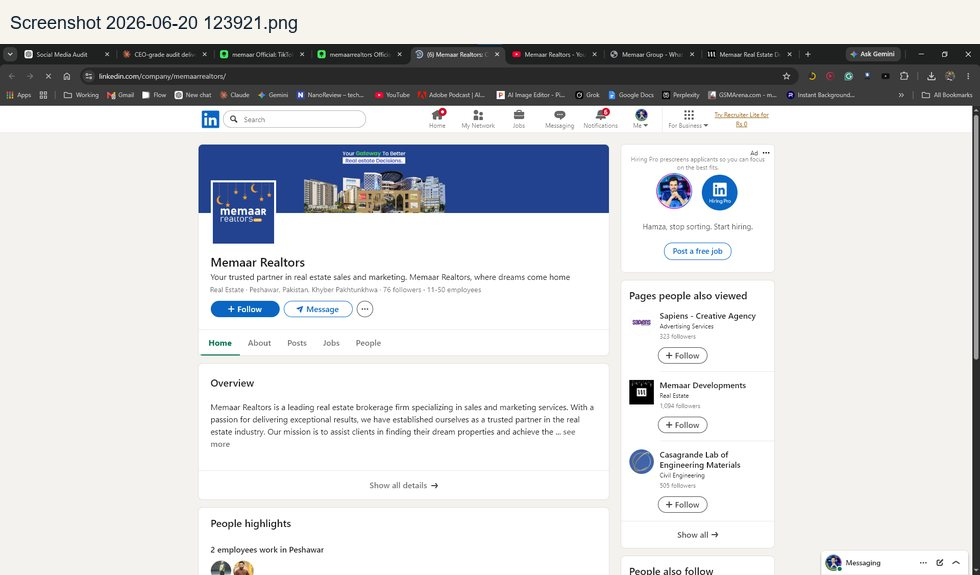 Screenshot 2026-06-20 123921.png
Social Media Audit
CEO-grade audit deliv
memaar Official: TikTo
memaarrealtors Offici
(6) Memaar Realtors: C
Memaar Realtors - You
Memaar Group - What
Memaar Real Estate D
Ask Gemini
linkedin.com/company/memaarrealtors/
Apps
Working
Gmail
Flow
New chat
Claude
Gemini
NanoReview – tech...
YouTube
Adobe Podcast | AI...
AI Image Editor - Pi...
Grok
Google Docs
Perplexity
GSMArena.com - m...
Instant Background...
All Bookmarks
in
Search
Home
My Network
Jobs
Messaging
Notifications
Me
For Business
Try Recruiter Lite for
Rs 0
Your Gateway To Better
Real estate Decisions.
memaar
realtors
Memaar Realtors
Your trusted partner in real estate sales and marketing. Memaar Realtors, where dreams come home
Real Estate · Peshawar, Pakistan, Khyber Pakhtunkhwa · 76 followers · 11-50 employees
+ Follow
Message
Home
About
Posts
Jobs
People
Overview
Memaar Realtors is a leading real estate brokerage firm specializing in sales and marketing services. With a
passion for delivering exceptional results, we have established ourselves as a trusted partner in the real
estate industry. Our mission is to assist clients in finding their dream properties and achieve the ... see
more
Show all details →
People highlights
2 employees work in Peshawar
Ad
Hiring Pro prescreens applicants so you can focus
on the best fits.
in
Hiring Pro
Hamza, stop sorting. Start hiring.
Post a free job
Pages people also viewed
sapiens
Sapiens - Creative Agency
Advertising Services
323 followers
+ Follow
Memaar Developments
Real Estate
1,094 followers
+ Follow
Casagrande Lab of
Engineering Materials
Civil Engineering
505 followers
+ Follow
Show all →
People also follow
Messaging